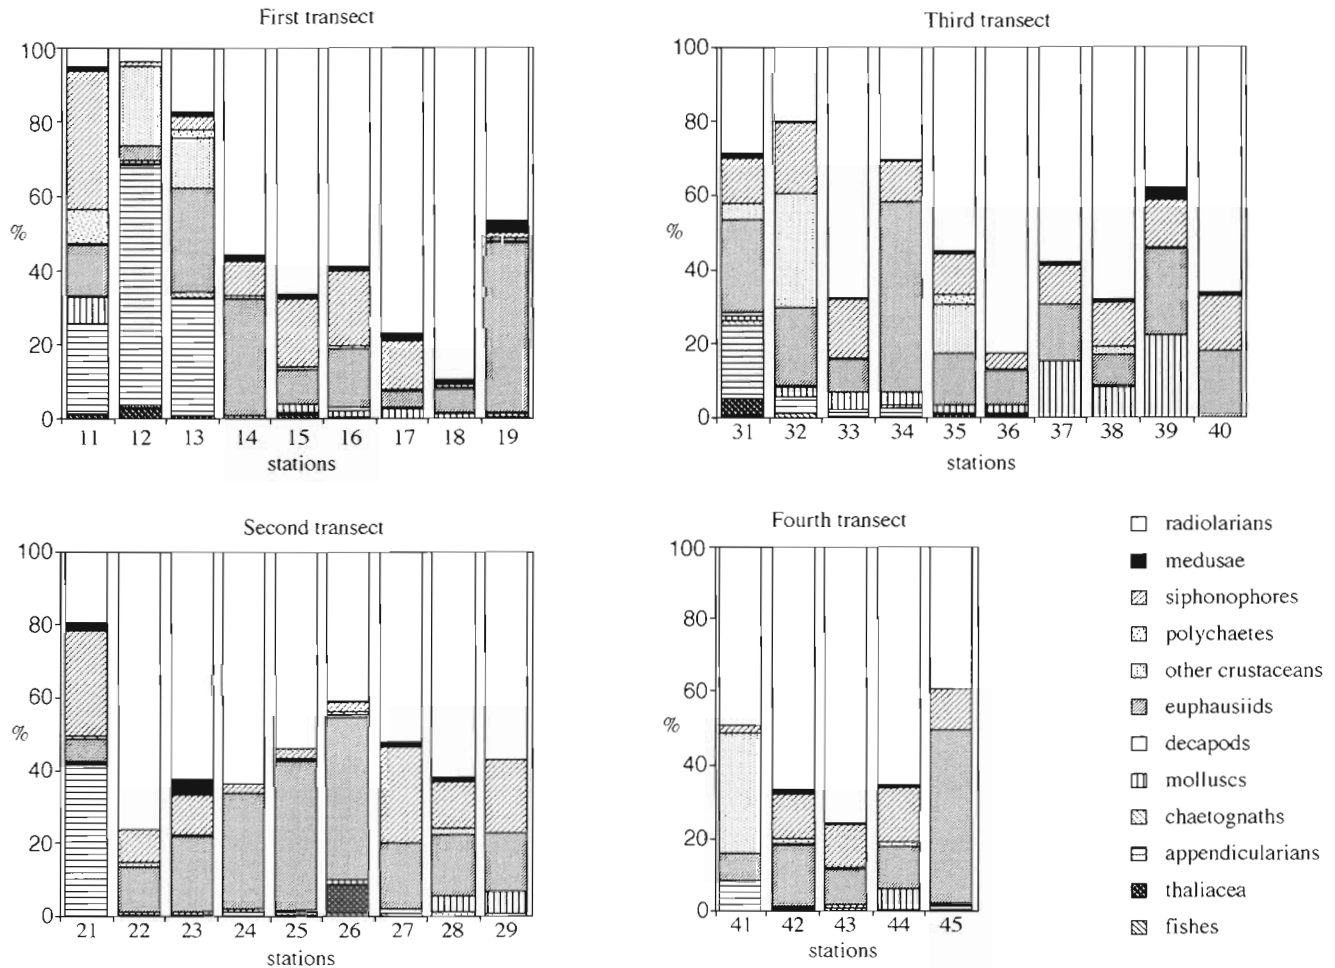 First transect
100
80
60
%
40
20
0
11 12 13 14 15 16 17 18 19
stations
Third transect
100
80
60
%
40
20
0
31 32 33 34 35 36 37 38 39 40
stations
Second transect
100
80
60
%
40
20
0
21 22 23 24 25 26 27 28 29
stations
Fourth transect
100
80
60
%
40
20
0
41 42 43 44 45
stations
radiolarians
medusae
siphonophores
polychaetes
other crustaceans
euphausiids
decapods
molluscs
chaetognaths
appendicularians
thaliacea
fishes